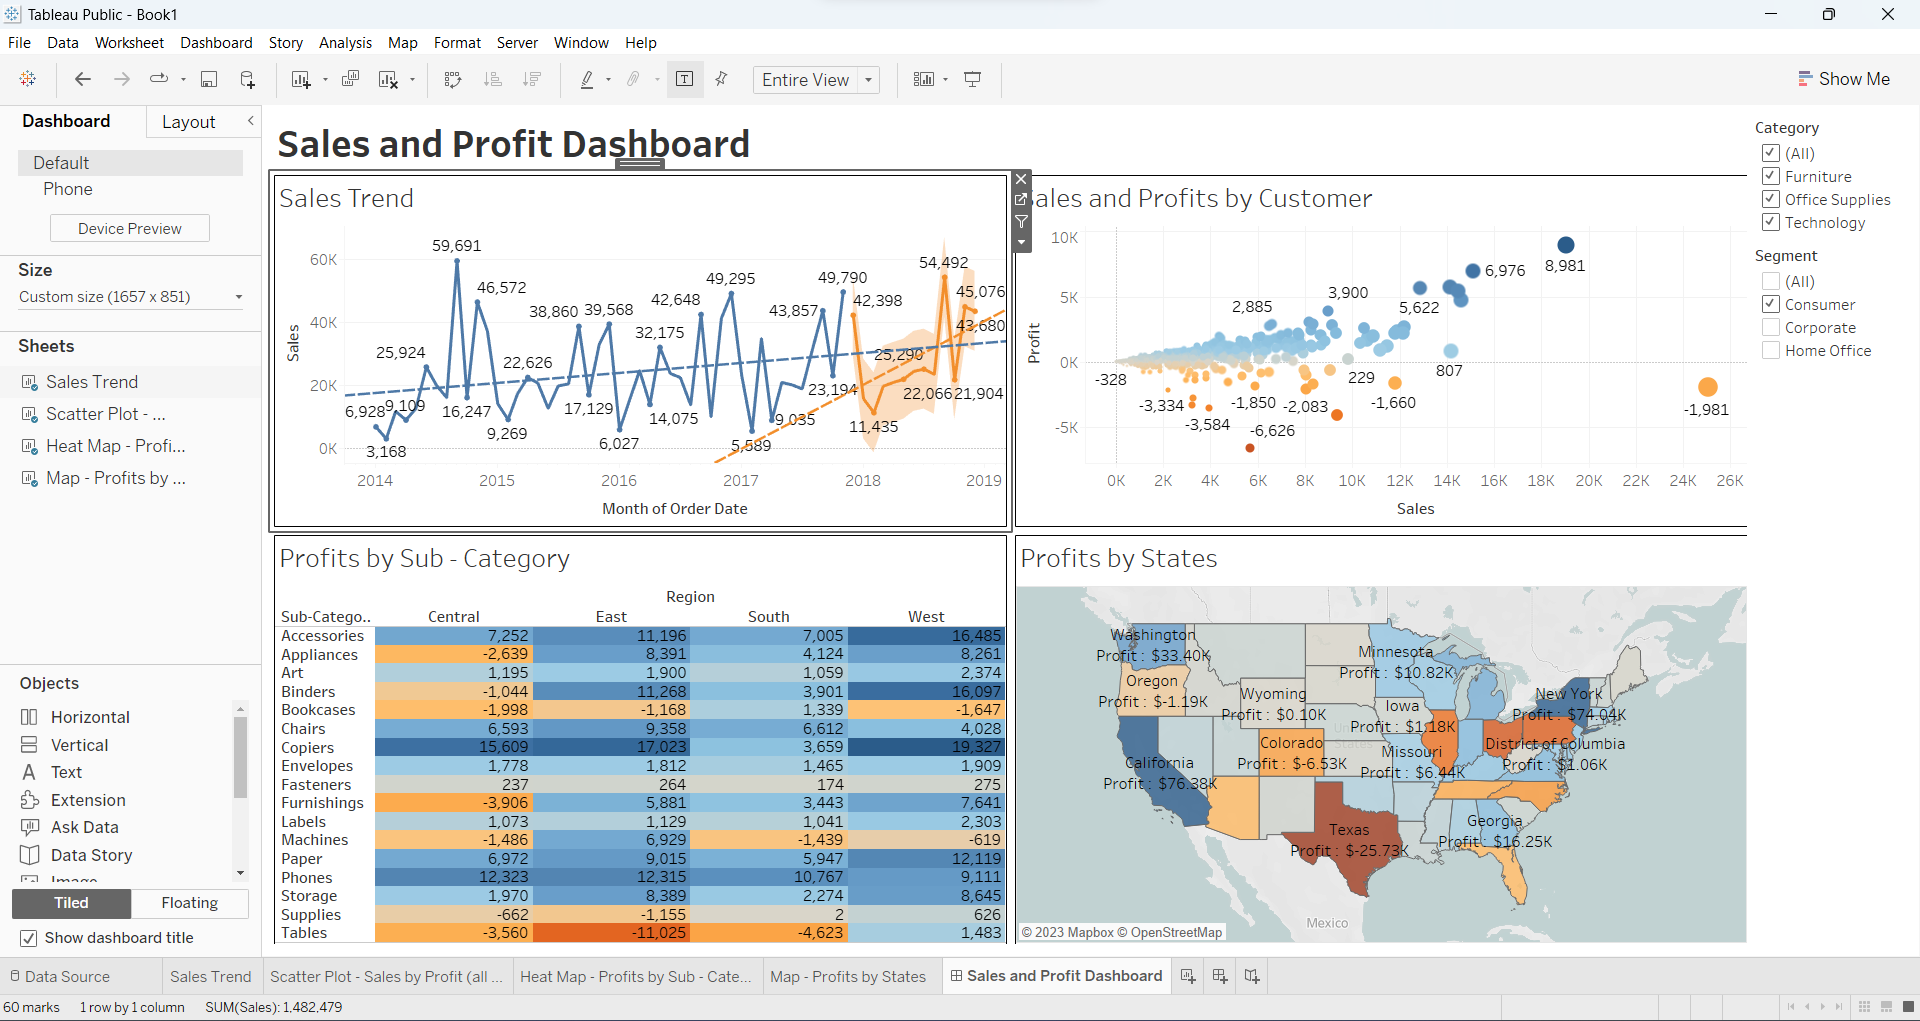 Tableau Public - Book1
File Data Worksheet Dashboard Story Analysis Map Format Server Window Help
Entire View
Show Me
Dashboard Layout
Default
Phone
Device Preview
Size
Custom size (1657 x 851)
Sheets
Sales Trend
Scatter Plot - ...
Heat Map - Profi...
Map - Profits by ...
Objects
Horizontal
Vertical
Text
Extension
Ask Data
Data Story
Image
Tiled Floating
Show dashboard title
Sales and Profit Dashboard
Sales Trend
Sales
60K
40K
20K
0K
59,691
46,572
25,924
6,928
9,109
3,168
16,247
22,626
9,269
38,860
39,568
17,129
6,027
32,175
42,648
14,075
49,295
5,589
43,857
9,035
49,790
23,194
42,398
25,290
11,435
22,066
54,492
21,904
45,076
43,680
2014 2015 2016 2017 2018 2019
Month of Order Date
ales and Profits by Customer
Profit
10K
5K
0K
-5K
8,981
6,976
5,622
3,900
2,885
-328
229
807
-3,334
-3,584
-1,850
-6,626
-2,083
-1,660
-1,981
0K 2K 4K 6K 8K 10K 12K 14K 16K 18K 20K 22K 24K 26K
Sales
Category
(All)
Furniture
Office Supplies
Technology
Segment
(All)
Consumer
Corporate
Home Office
Profits by Sub - Category
Region
Sub-Catego.. Central East South West
Accessories 7,252 11,196 7,005 16,485
Appliances -2,639 8,391 4,124 8,261
Art 1,195 1,900 1,059 2,374
Binders -1,044 11,268 3,901 16,097
Bookcases -1,998 -1,168 1,339 -1,647
Chairs 6,593 9,358 6,612 4,028
Copiers 15,609 17,023 3,659 19,327
Envelopes 1,778 1,812 1,465 1,909
Fasteners 237 264 174 275
Furnishings -3,906 5,881 3,443 7,641
Labels 1,073 1,129 1,041 2,303
Machines -1,486 6,929 -1,439 -619
Paper 6,972 9,015 5,947 12,119
Phones 12,323 12,315 10,767 9,111
Storage 1,970 8,389 2,274 8,645
Supplies -662 -1,155 2 626
Tables -3,560 -11,025 -4,623 1,483
Profits by States
Washington
Profit : $33.40K
Oregon
Profit : $-1.19K
Wyoming
Profit : $0.10K
Minnesota
Profit : $10.82K
Iowa
Profit : $1.18K
New York
Profit : $74.04K
Colorado
Profit : $-6.53K
Missouri
Profit : $6.44K
District of Columbia
Profit : $1.06K
California
Profit : $76.38K
Texas
Profit : $-25.73K
Georgia
Profit : $16.25K
United
States
Mexico
© 2023 Mapbox © OpenStreetMap
Data Source Sales Trend Scatter Plot - Sales by Profit (all ... Heat Map - Profits by Sub - Cate... Map - Profits by States Sales and Profit Dashboard
60 marks 1 row by 1 column SUM(Sales): 1,482,479